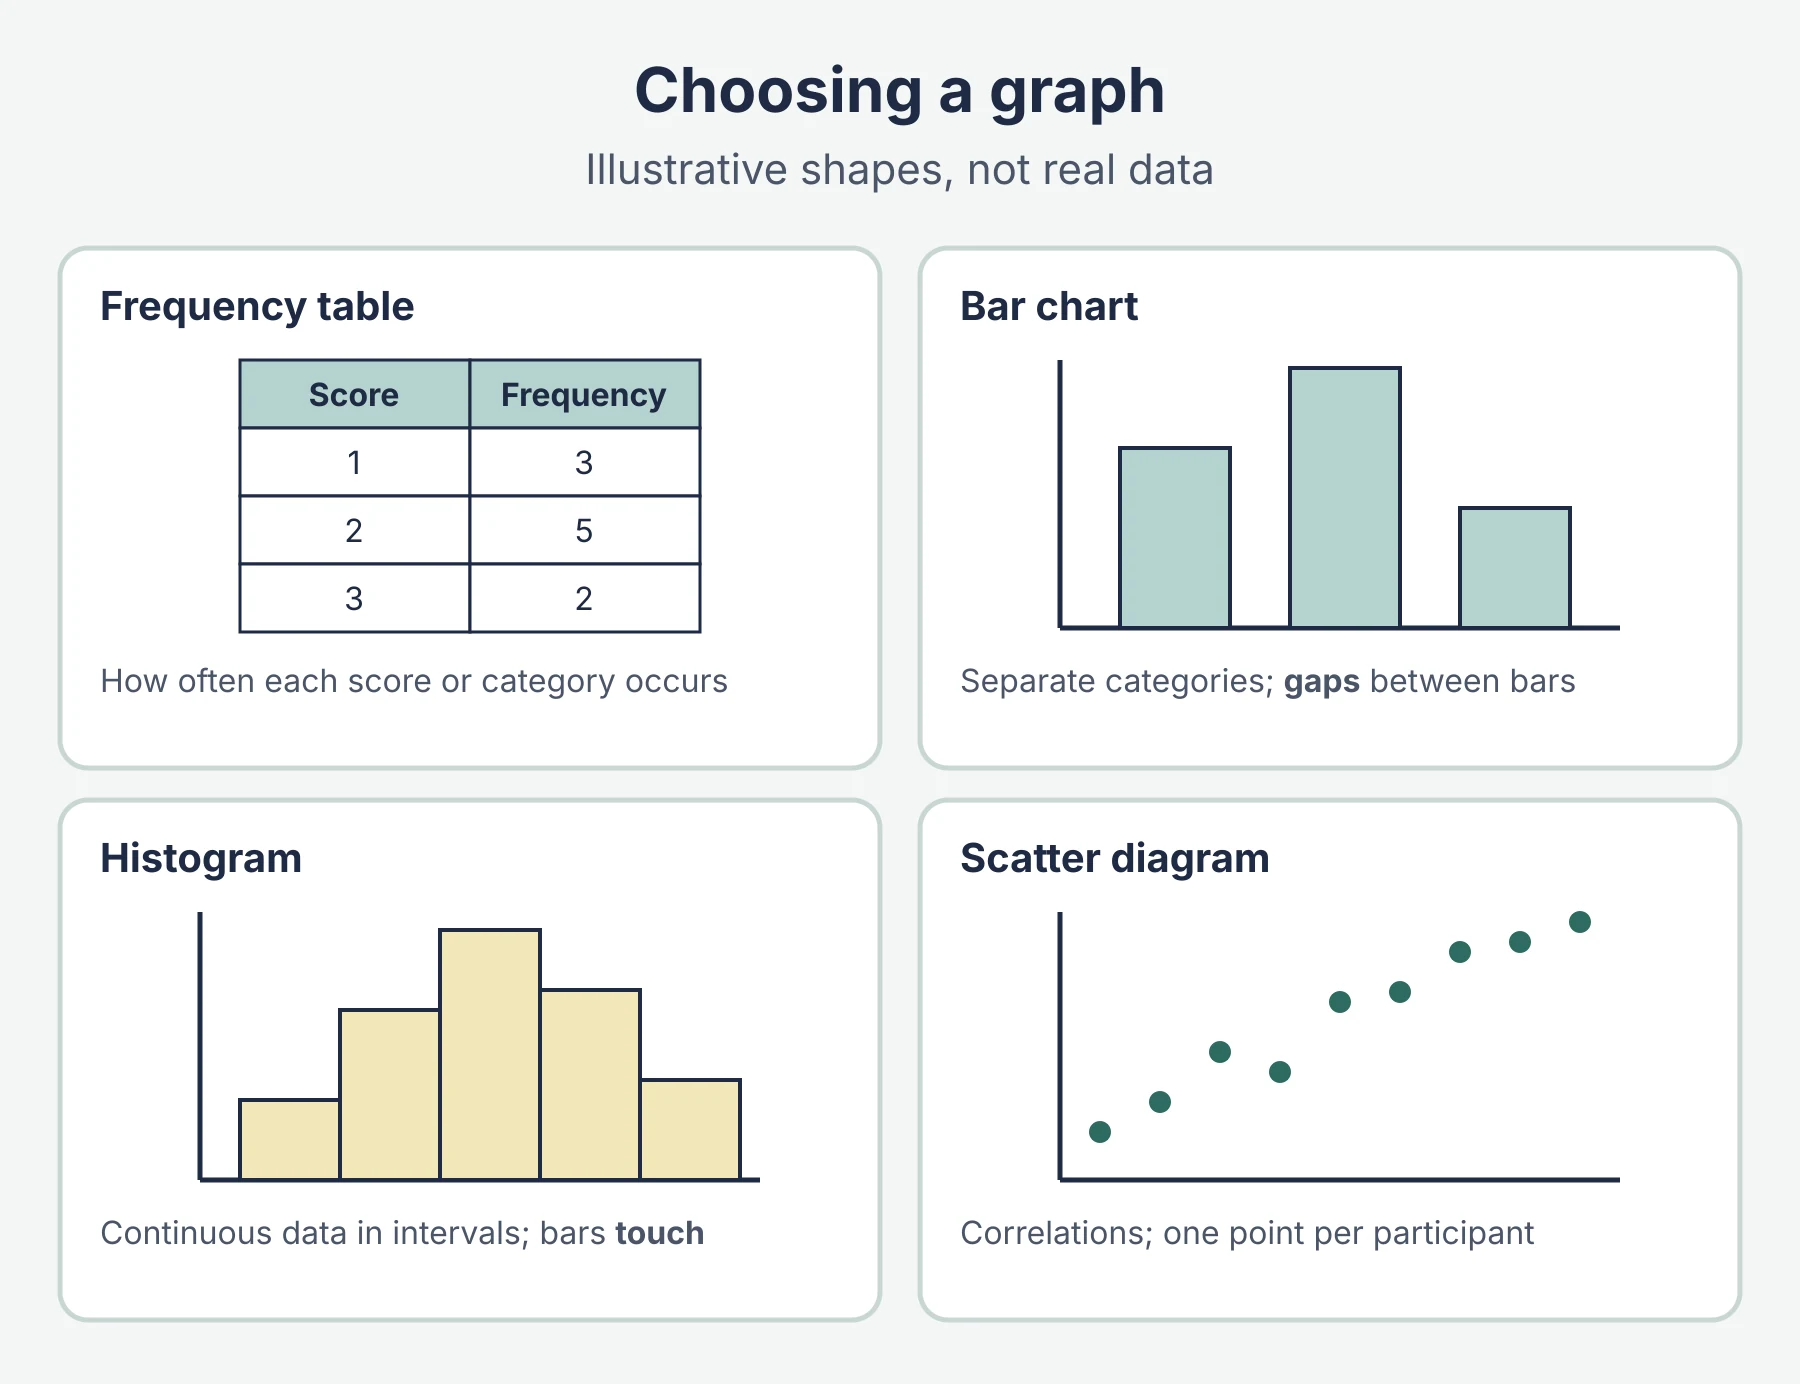 Choosing a graph
Illustrative shapes, not real data
Frequency table
Score Frequency
1 3
2 5
3 2
How often each score or category occurs
Bar chart
Separate categories; gaps between bars
Histogram
Continuous data in intervals; bars touch
Scatter diagram
Correlations; one point per participant